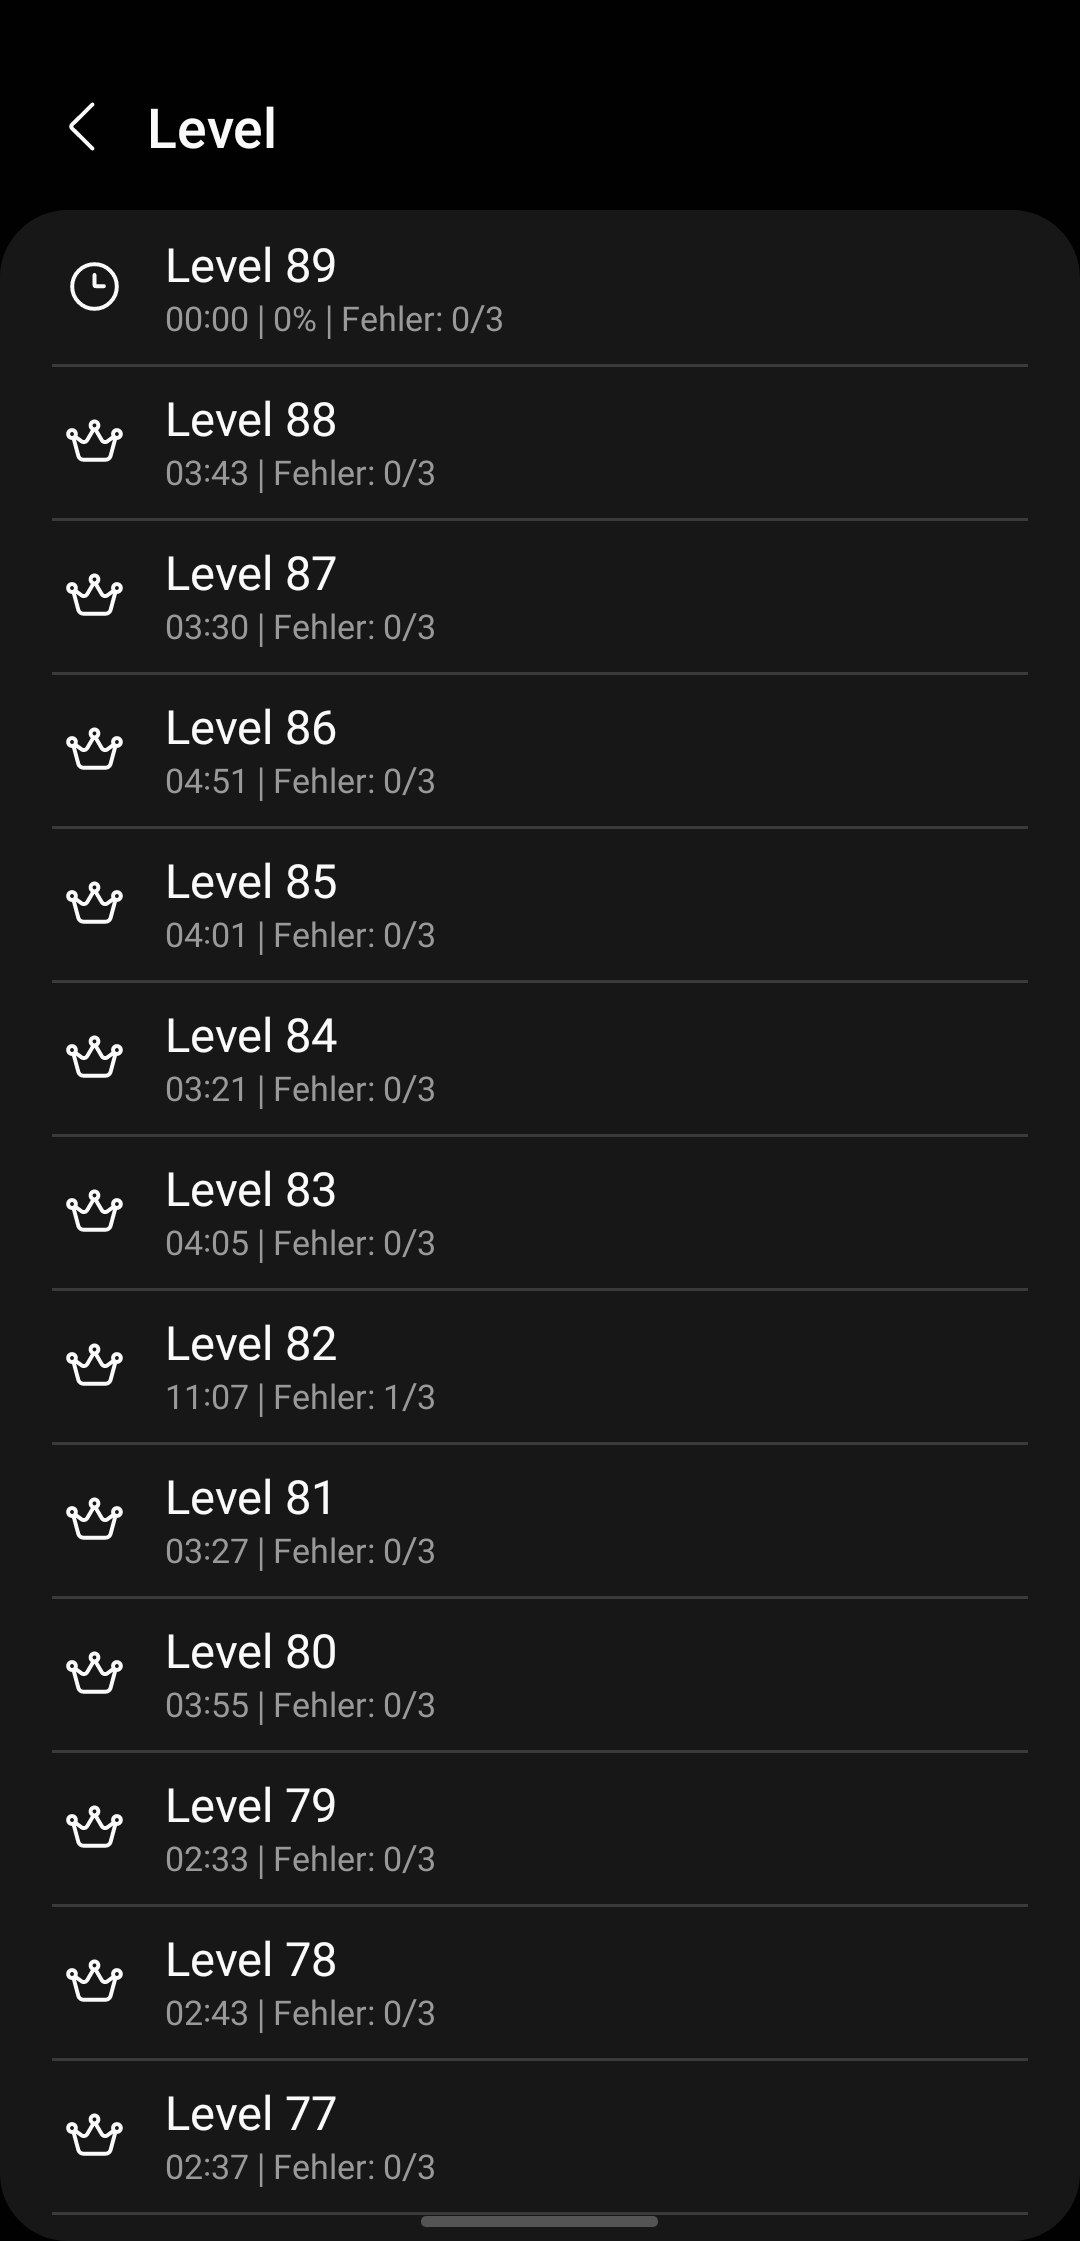 Level
Level 89
00:00 | 0% | Fehler: 0/3
Level 88
03:43 | Fehler: 0/3
Level 87
03:30 | Fehler: 0/3
Level 86
04:51 | Fehler: 0/3
Level 85
04:01 | Fehler: 0/3
Level 84
03:21 | Fehler: 0/3
Level 83
04:05 | Fehler: 0/3
Level 82
11:07 | Fehler: 1/3
Level 81
03:27 | Fehler: 0/3
Level 80
03:55 | Fehler: 0/3
Level 79
02:33 | Fehler: 0/3
Level 78
02:43 | Fehler: 0/3
Level 77
02:37 | Fehler: 0/3